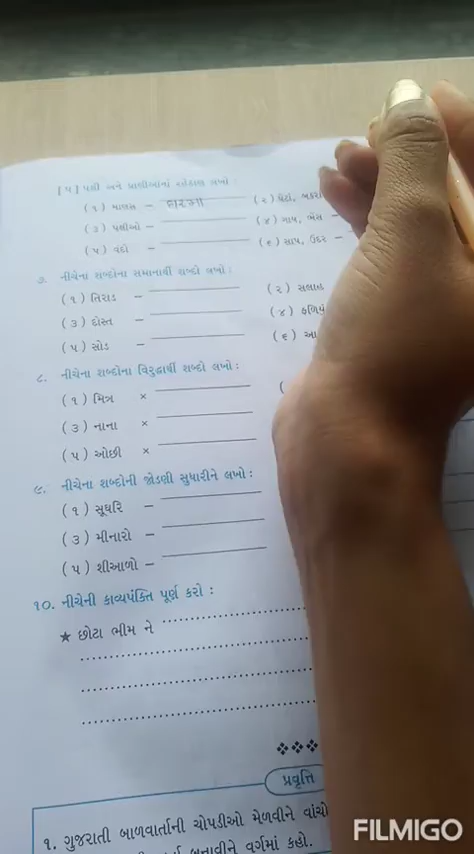 [૫] પક્ષી અને પ્રાણીઓનાં રહેઠાણ લખો :
(૧) માણસ – ઘરમાં (૨) ઘેટાં, બકરાં
(૩) પક્ષીઓ – (૪) ગાય, ભેંસ –
(૫) વંદો – (૬) સાપ, ઉંદર –
૭. નીચેના શબ્દોના સમાનાર્થી શબ્દો લખો :
(૧) તિરાડ – (૨) સલાહ
(૩) દોસ્ત – (૪) ફળિયું
(૫) સોડ – (૬) આ
૮. નીચેના શબ્દોના વિરુદ્ધાર્થી શબ્દો લખો :
(૧) મિત્ર × (
(૩) નાના ×
(૫) ઓછી ×
૯. નીચેના શબ્દોની જોડણી સુધારીને લખો :
(૧) સૂઘરિ –
(૩) મીનારો –
(૫) શીઆળો –
૧૦. નીચેની કાવ્યપંક્તિ પૂર્ણ કરો :
★ છોટા ભીમ ને
પ્રવૃત્તિ
૧. ગુજરાતી બાળવાર્તાની ચોપડીઓ મેળવીને વાંચો
બનાવીને વર્ગમાં કહો.
FILMIGO